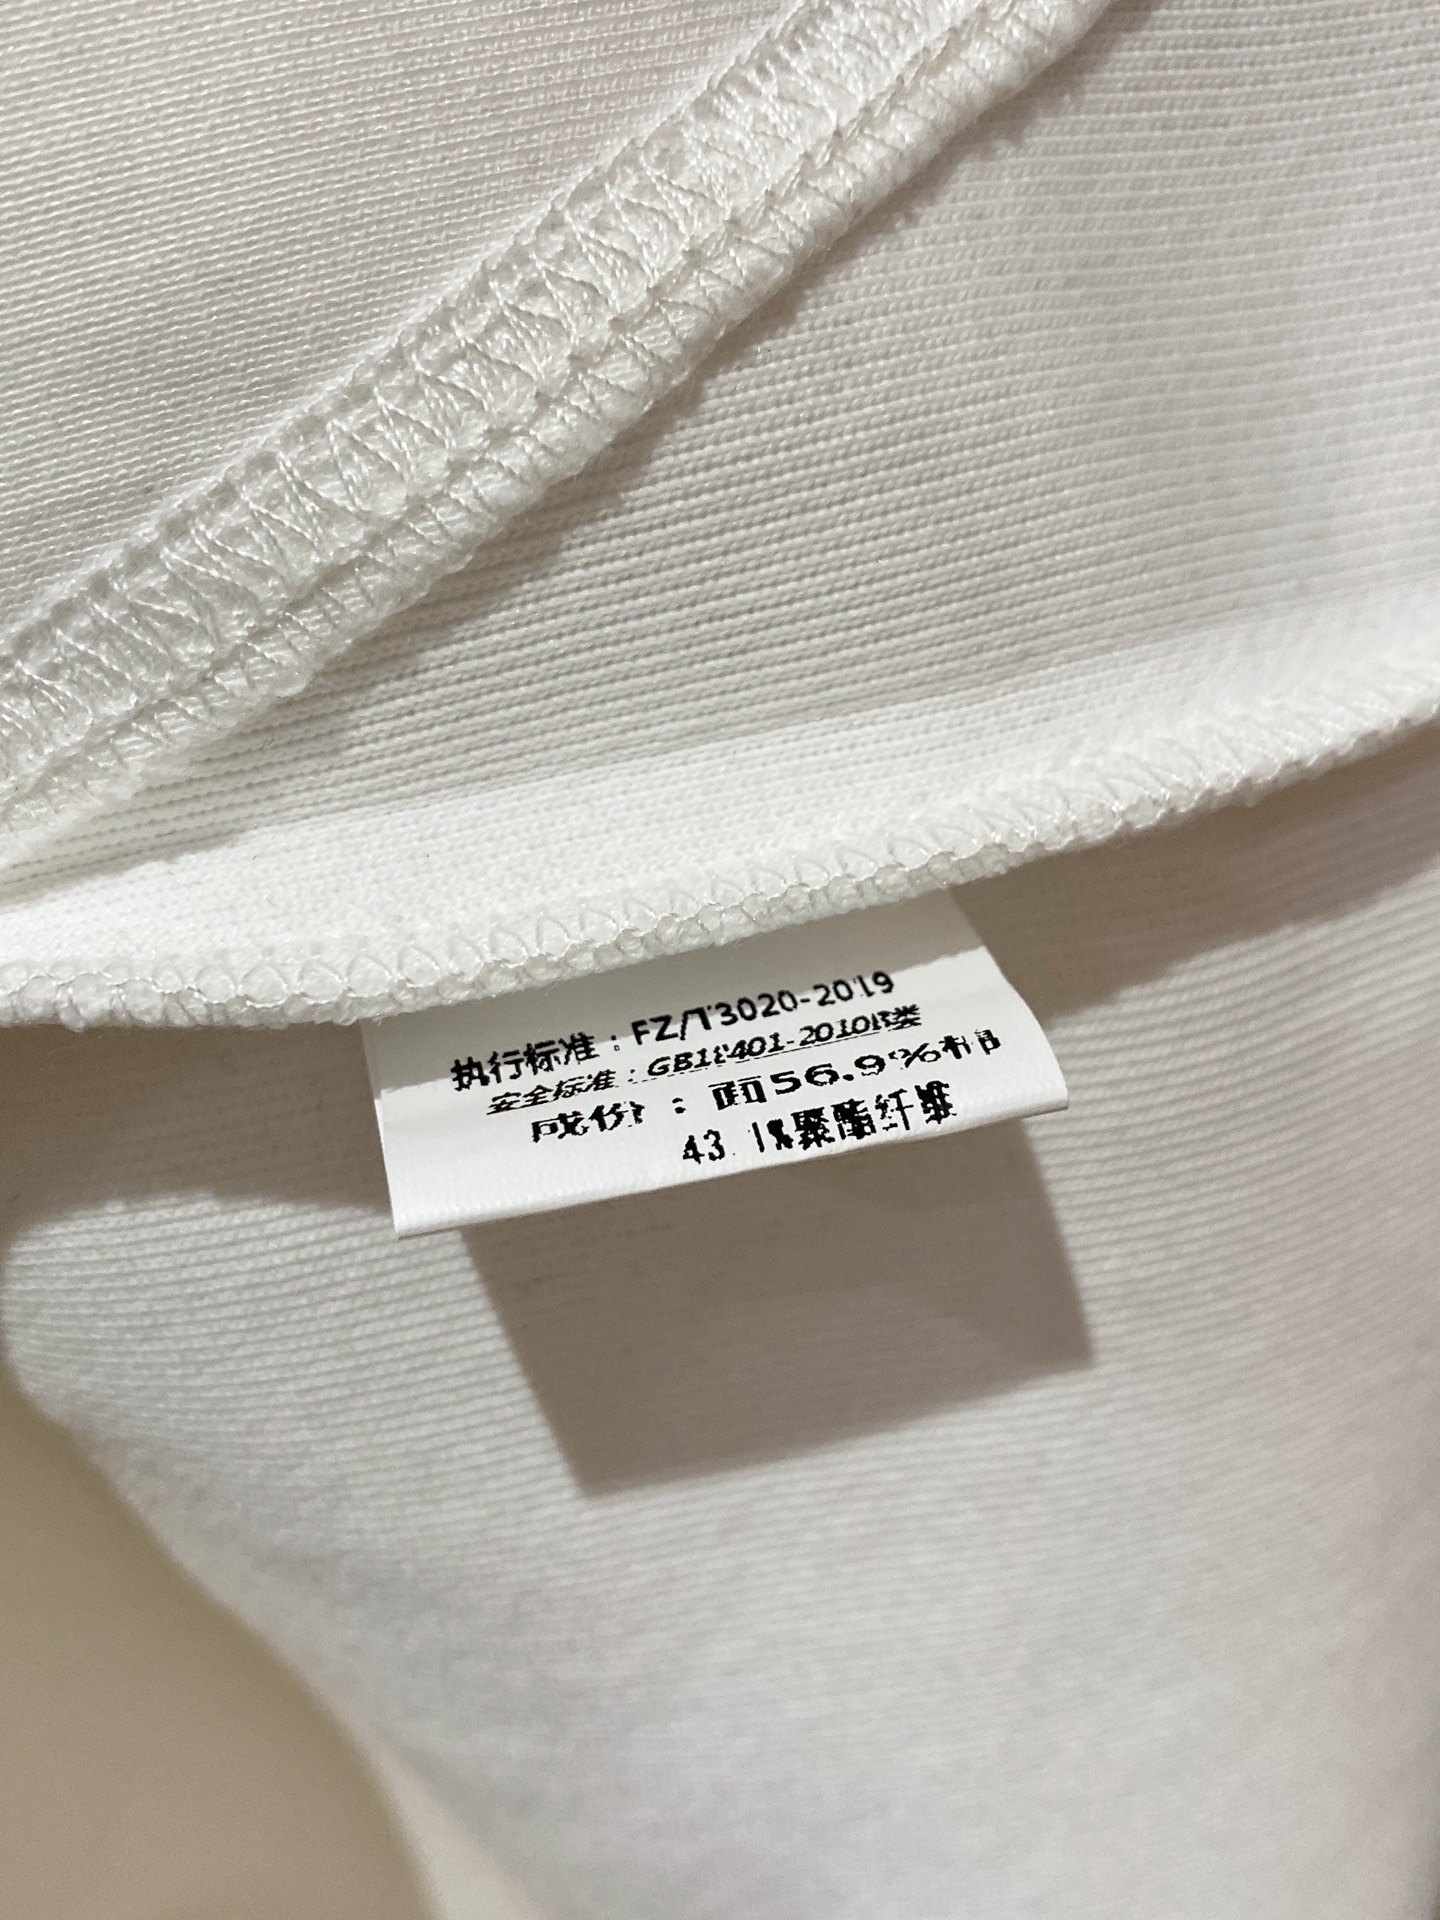 执行标准：FZ/T3020-2019
安全标准：GB18401-2010B类
成份：面56.9%棉
43.1%聚酯纤维